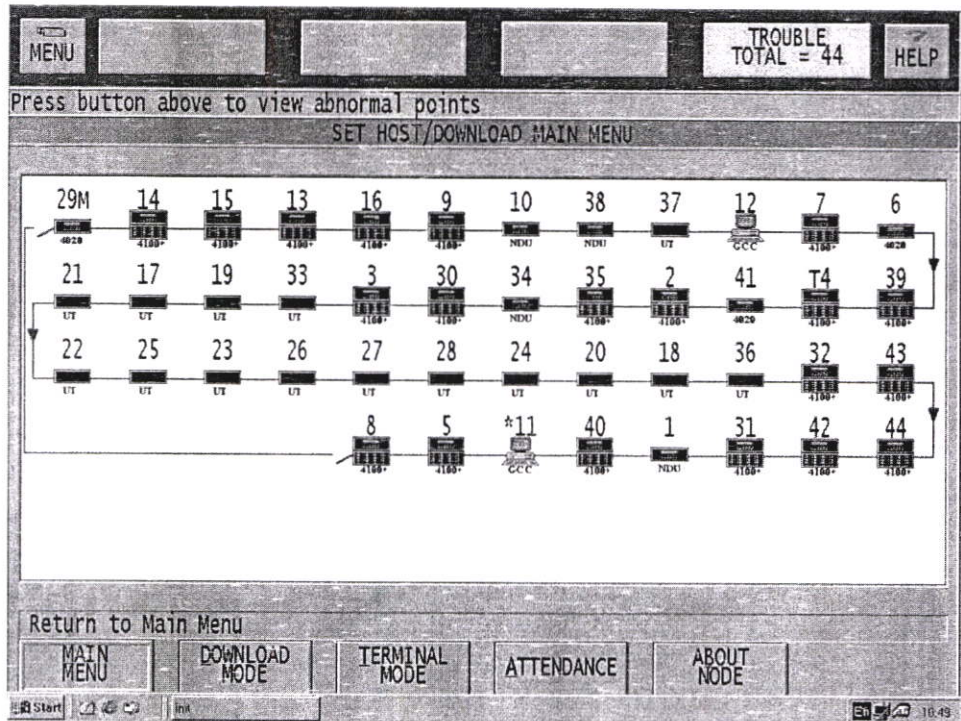 MENU
TROUBLE
TOTAL = 44
HELP
Press button above to view abnormal points
SET HOST/DOWNLOAD MAIN MENU
29M 14 15 13 16 9 10 38 37 12 7 6
4020 4100+ 4100+ 4100+ 4100+ 4100+ NDU NDU UT GCC 4100+ 4020
21 17 19 33 3 30 34 35 2 41 T4 39
UT UT UT UT 4100+ 4100+ NDU 4100+ 4100+ 4020 4100+ 4100+
22 25 23 26 27 28 24 20 18 36 32 43
UT UT UT UT UT UT UT UT UT UT 4100+ 4100+
8 5 *11 40 1 31 42 44
4100+ 4100+ GCC 4100+ NDU 4100+ 4100+ 4100+
Return to Main Menu
MAIN
MENU
DOWNLOAD
MODE
TERMINAL
MODE
ATTENDANCE
ABOUT
NODE
Start
init
En
16:49